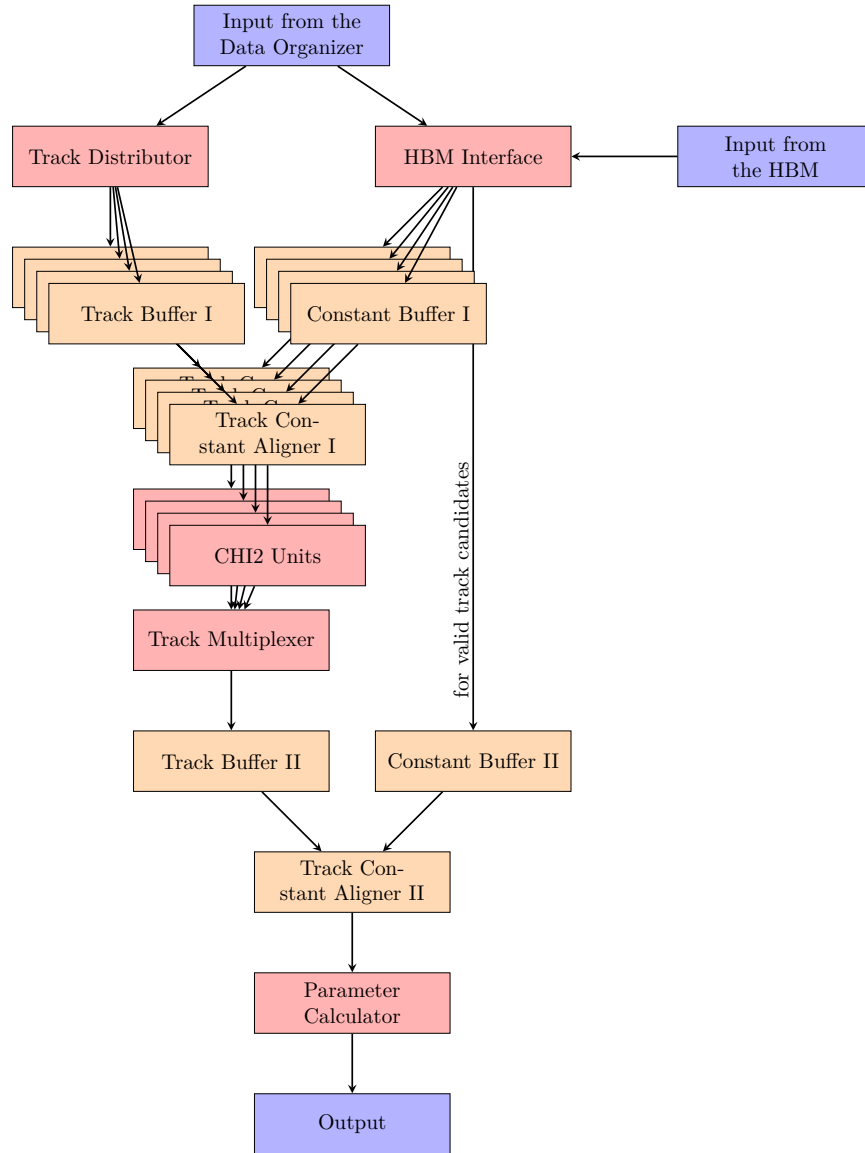 Input from the
Data Organizer
Track Distributor
HBM Interface
Input from
the HBM
Track Buffer I
Constant Buffer I
Track Con-
stant Aligner I
CHI2 Units
for valid track candidates
Track Multiplexer
Track Buffer II
Constant Buffer II
Track Con-
stant Aligner II
Parameter
Calculator
Output